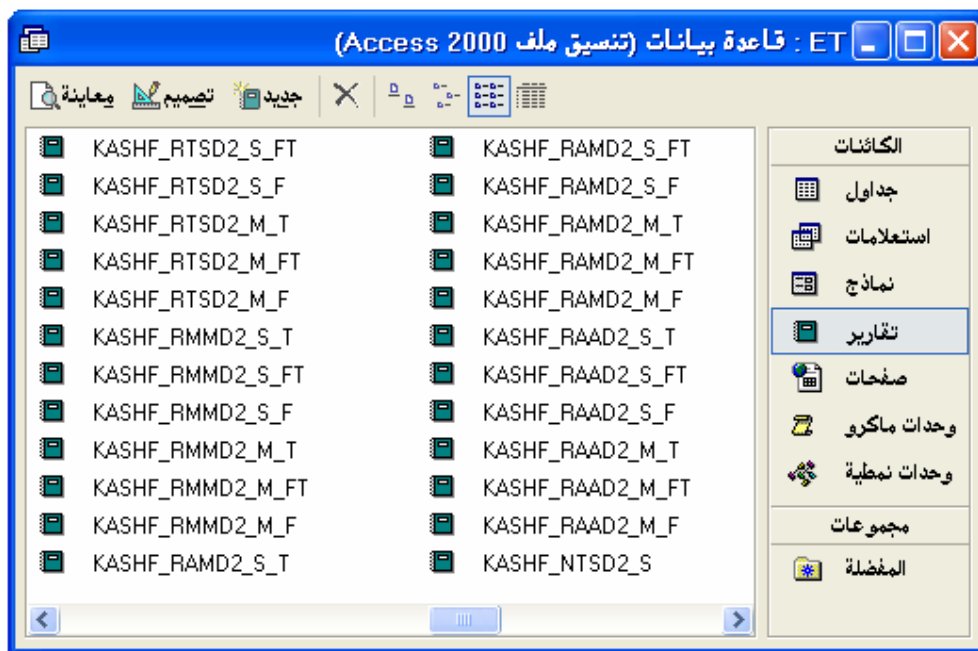 ET : قاعدة بيانات (تنسيق ملف Access 2000)
معاينة تصميم جديد
الكائنات
جداول
استعلامات
نماذج
تقارير
صفحات
وحدات ماكرو
وحدات نمطية
مجموعات
المفضلة
KASHF_RAMD2_S_FT
KASHF_RAMD2_S_F
KASHF_RAMD2_M_T
KASHF_RAMD2_M_FT
KASHF_RAMD2_M_F
KASHF_RAAD2_S_T
KASHF_RAAD2_S_FT
KASHF_RAAD2_S_F
KASHF_RAAD2_M_T
KASHF_RAAD2_M_FT
KASHF_RAAD2_M_F
KASHF_NTSD2_S
KASHF_RTSD2_S_FT
KASHF_RTSD2_S_F
KASHF_RTSD2_M_T
KASHF_RTSD2_M_FT
KASHF_RTSD2_M_F
KASHF_RMMD2_S_T
KASHF_RMMD2_S_FT
KASHF_RMMD2_S_F
KASHF_RMMD2_M_T
KASHF_RMMD2_M_FT
KASHF_RMMD2_M_F
KASHF_RAMD2_S_T